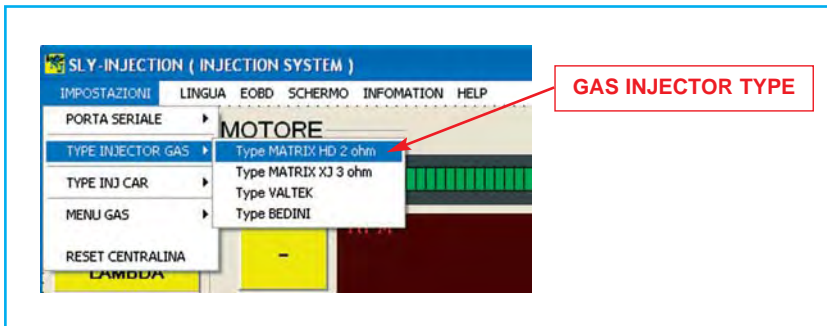 SLY-INJECTION ( INJECTION SYSTEM )
IMPOSTAZIONI LINGUA EOBD SCHERMO INFOMATION HELP
GAS INJECTOR TYPE
PORTA SERIALE
MOTORE
TYPE INJECTOR GAS
Type MATRIX HD 2 ohm
Type MATRIX XJ 3 ohm
TYPE INJ CAR
Type VALTEK
MENU GAS
Type BEDINI
RPM
RESET CENTRALINA
-
LAMBDA